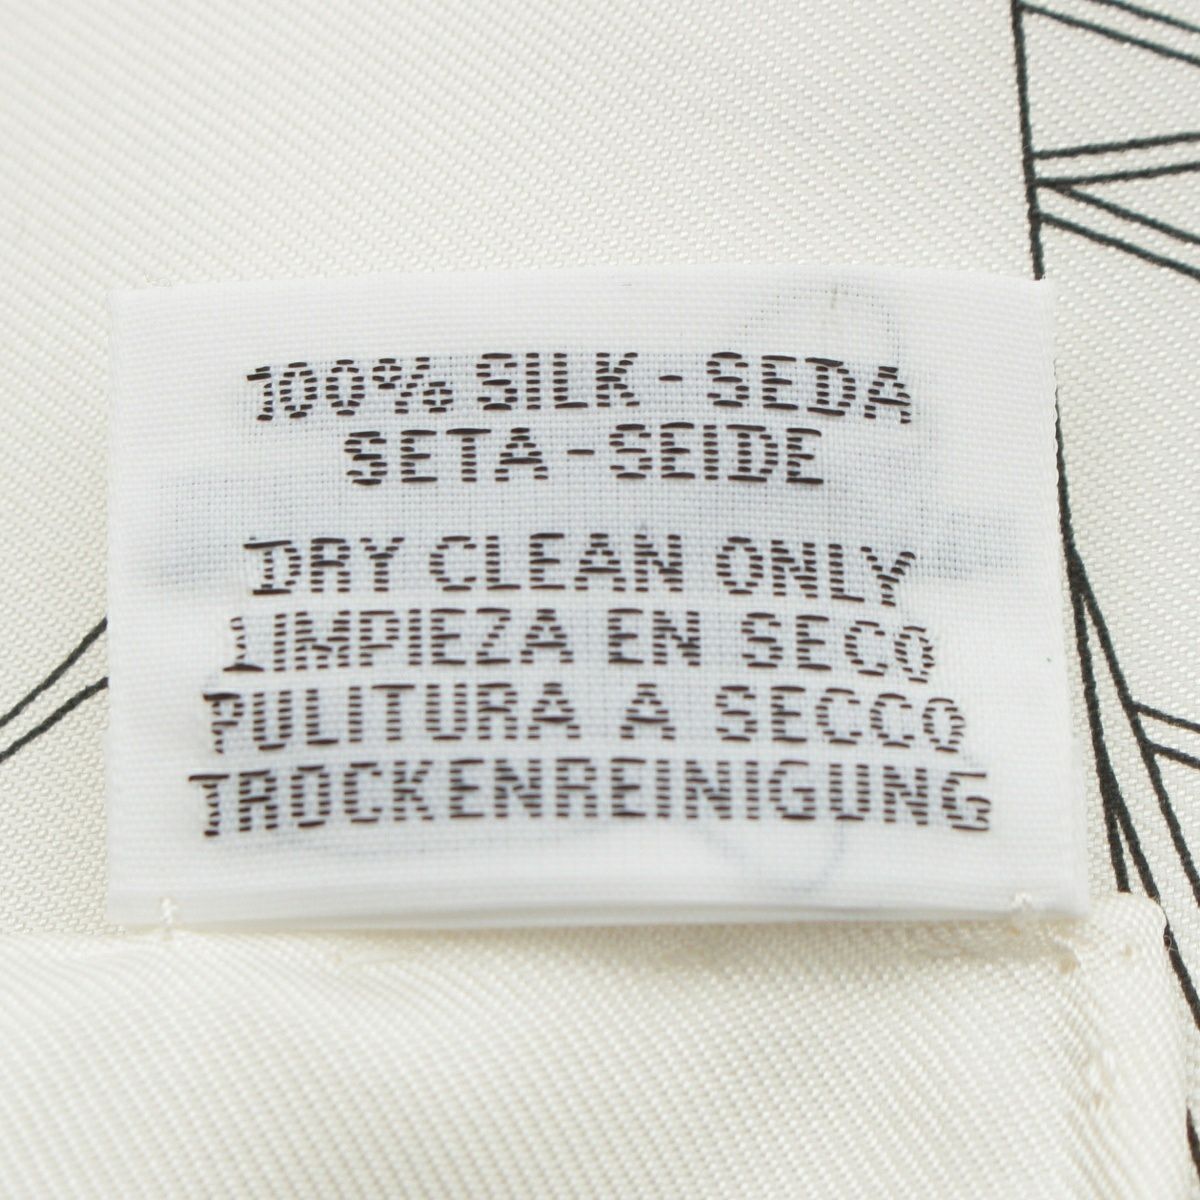 100% SILK - SEDA
SETA - SEIDE
DRY CLEAN ONLY
LIMPIEZA EN SECO
PULITURA A SECCO
TROCKENREINIGUNG